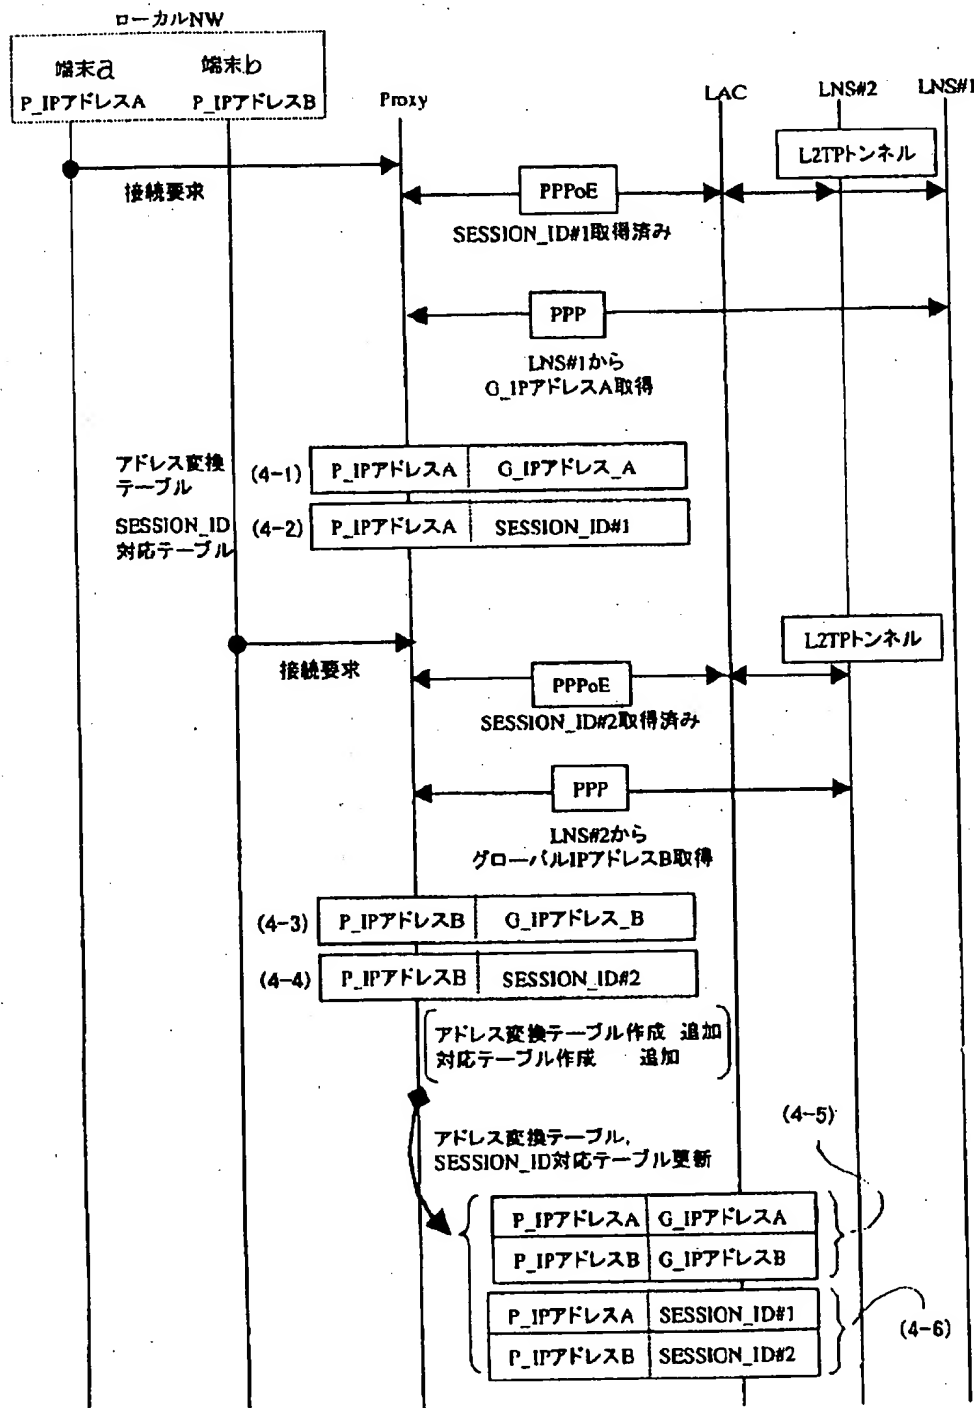 ローカルNW
端末a 端末b
P_IPアドレスA P_IPアドレスB Proxy LAC LNS#2 LNS#1
L2TPトンネル
接続要求
PPPoE
SESSION_ID#1取得済み
PPP
LNS#1から
G_IPアドレスA取得
アドレス変換
テーブル
(4-1) P_IPアドレスA G_IPアドレス_A
SESSION_ID
対応テーブル
(4-2) P_IPアドレスA SESSION_ID#1
L2TPトンネル
接続要求
PPPoE
SESSION_ID#2取得済み
PPP
LNS#2から
グローバルIPアドレスB取得
(4-3) P_IPアドレスB G_IPアドレス_B
(4-4) P_IPアドレスB SESSION_ID#2
アドレス変換テーブル作成 追加
対応テーブル作成 追加
(4-5)
アドレス変換テーブル,
SESSION_ID対応テーブル更新
P_IPアドレスA G_IPアドレスA
P_IPアドレスB G_IPアドレスB
P_IPアドレスA SESSION_ID#1
(4-6)
P_IPアドレスB SESSION_ID#2